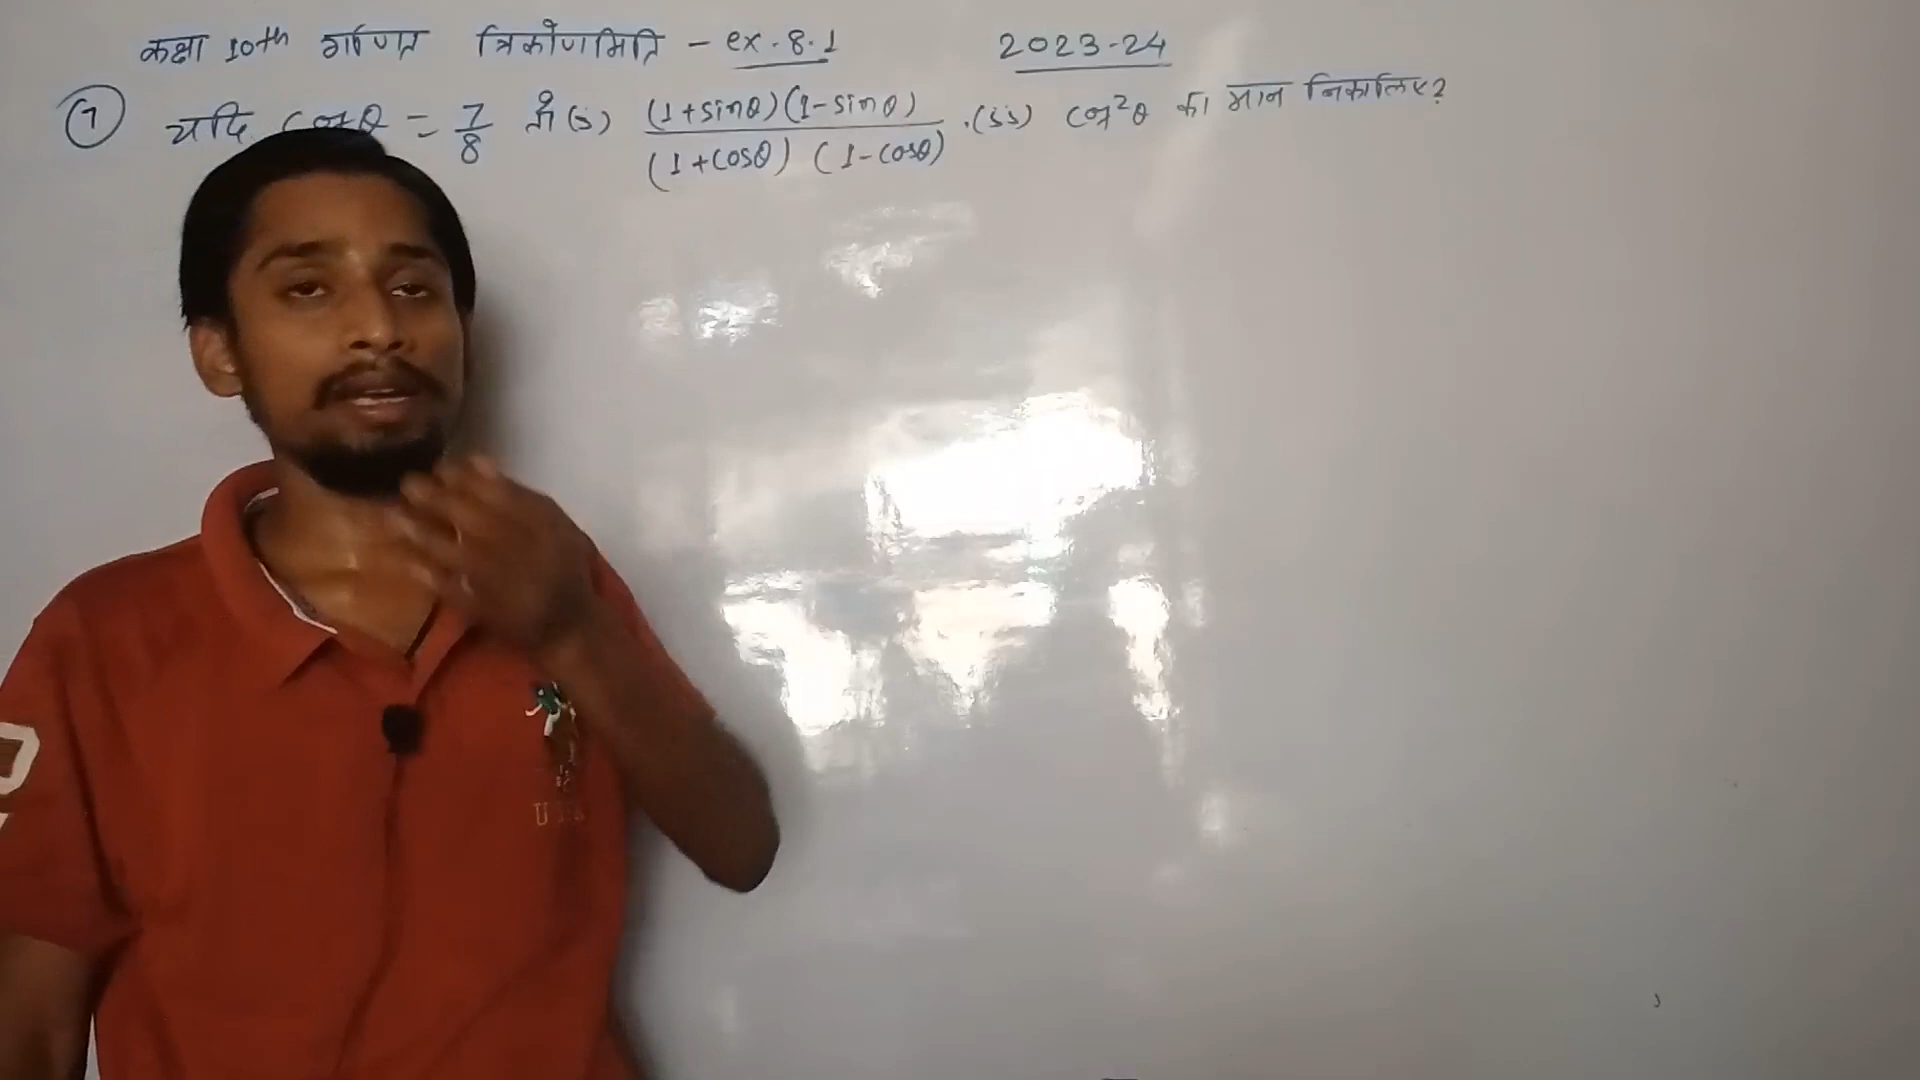 कक्षा 10th गणित त्रिकोणमिति - ex. 8.1 2023-24
7 यदि cotθ = 7/8 तो (i) (1+sinθ)(1-sinθ)/(1+cosθ)(1-cosθ) .(ii) cot²θ का मान निकालिए?